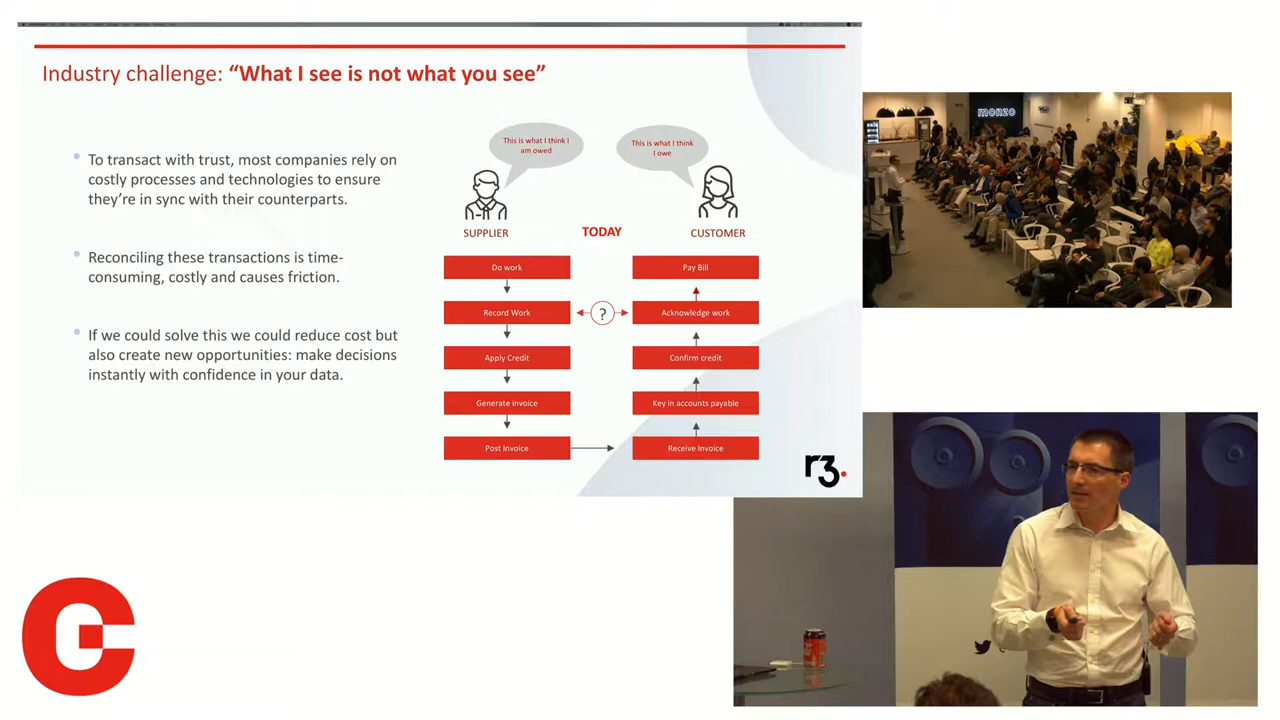 Industry challenge: “What I see is not what you see”
To transact with trust, most companies rely on
costly processes and technologies to ensure
they’re in sync with their counterparts.
Reconciling these transactions is time-
consuming, costly and causes friction.
If we could solve this we could reduce cost but
also create new opportunities: make decisions
instantly with confidence in your data.
This is what I think I
am owed
This is what I think
I owe
SUPPLIER
TODAY
CUSTOMER
Do work
Pay Bill
Record Work
?
Acknowledge work
Apply Credit
Confirm credit
Generate invoice
Key in accounts payable
Post Invoice
Receive Invoice
r3.
monzo